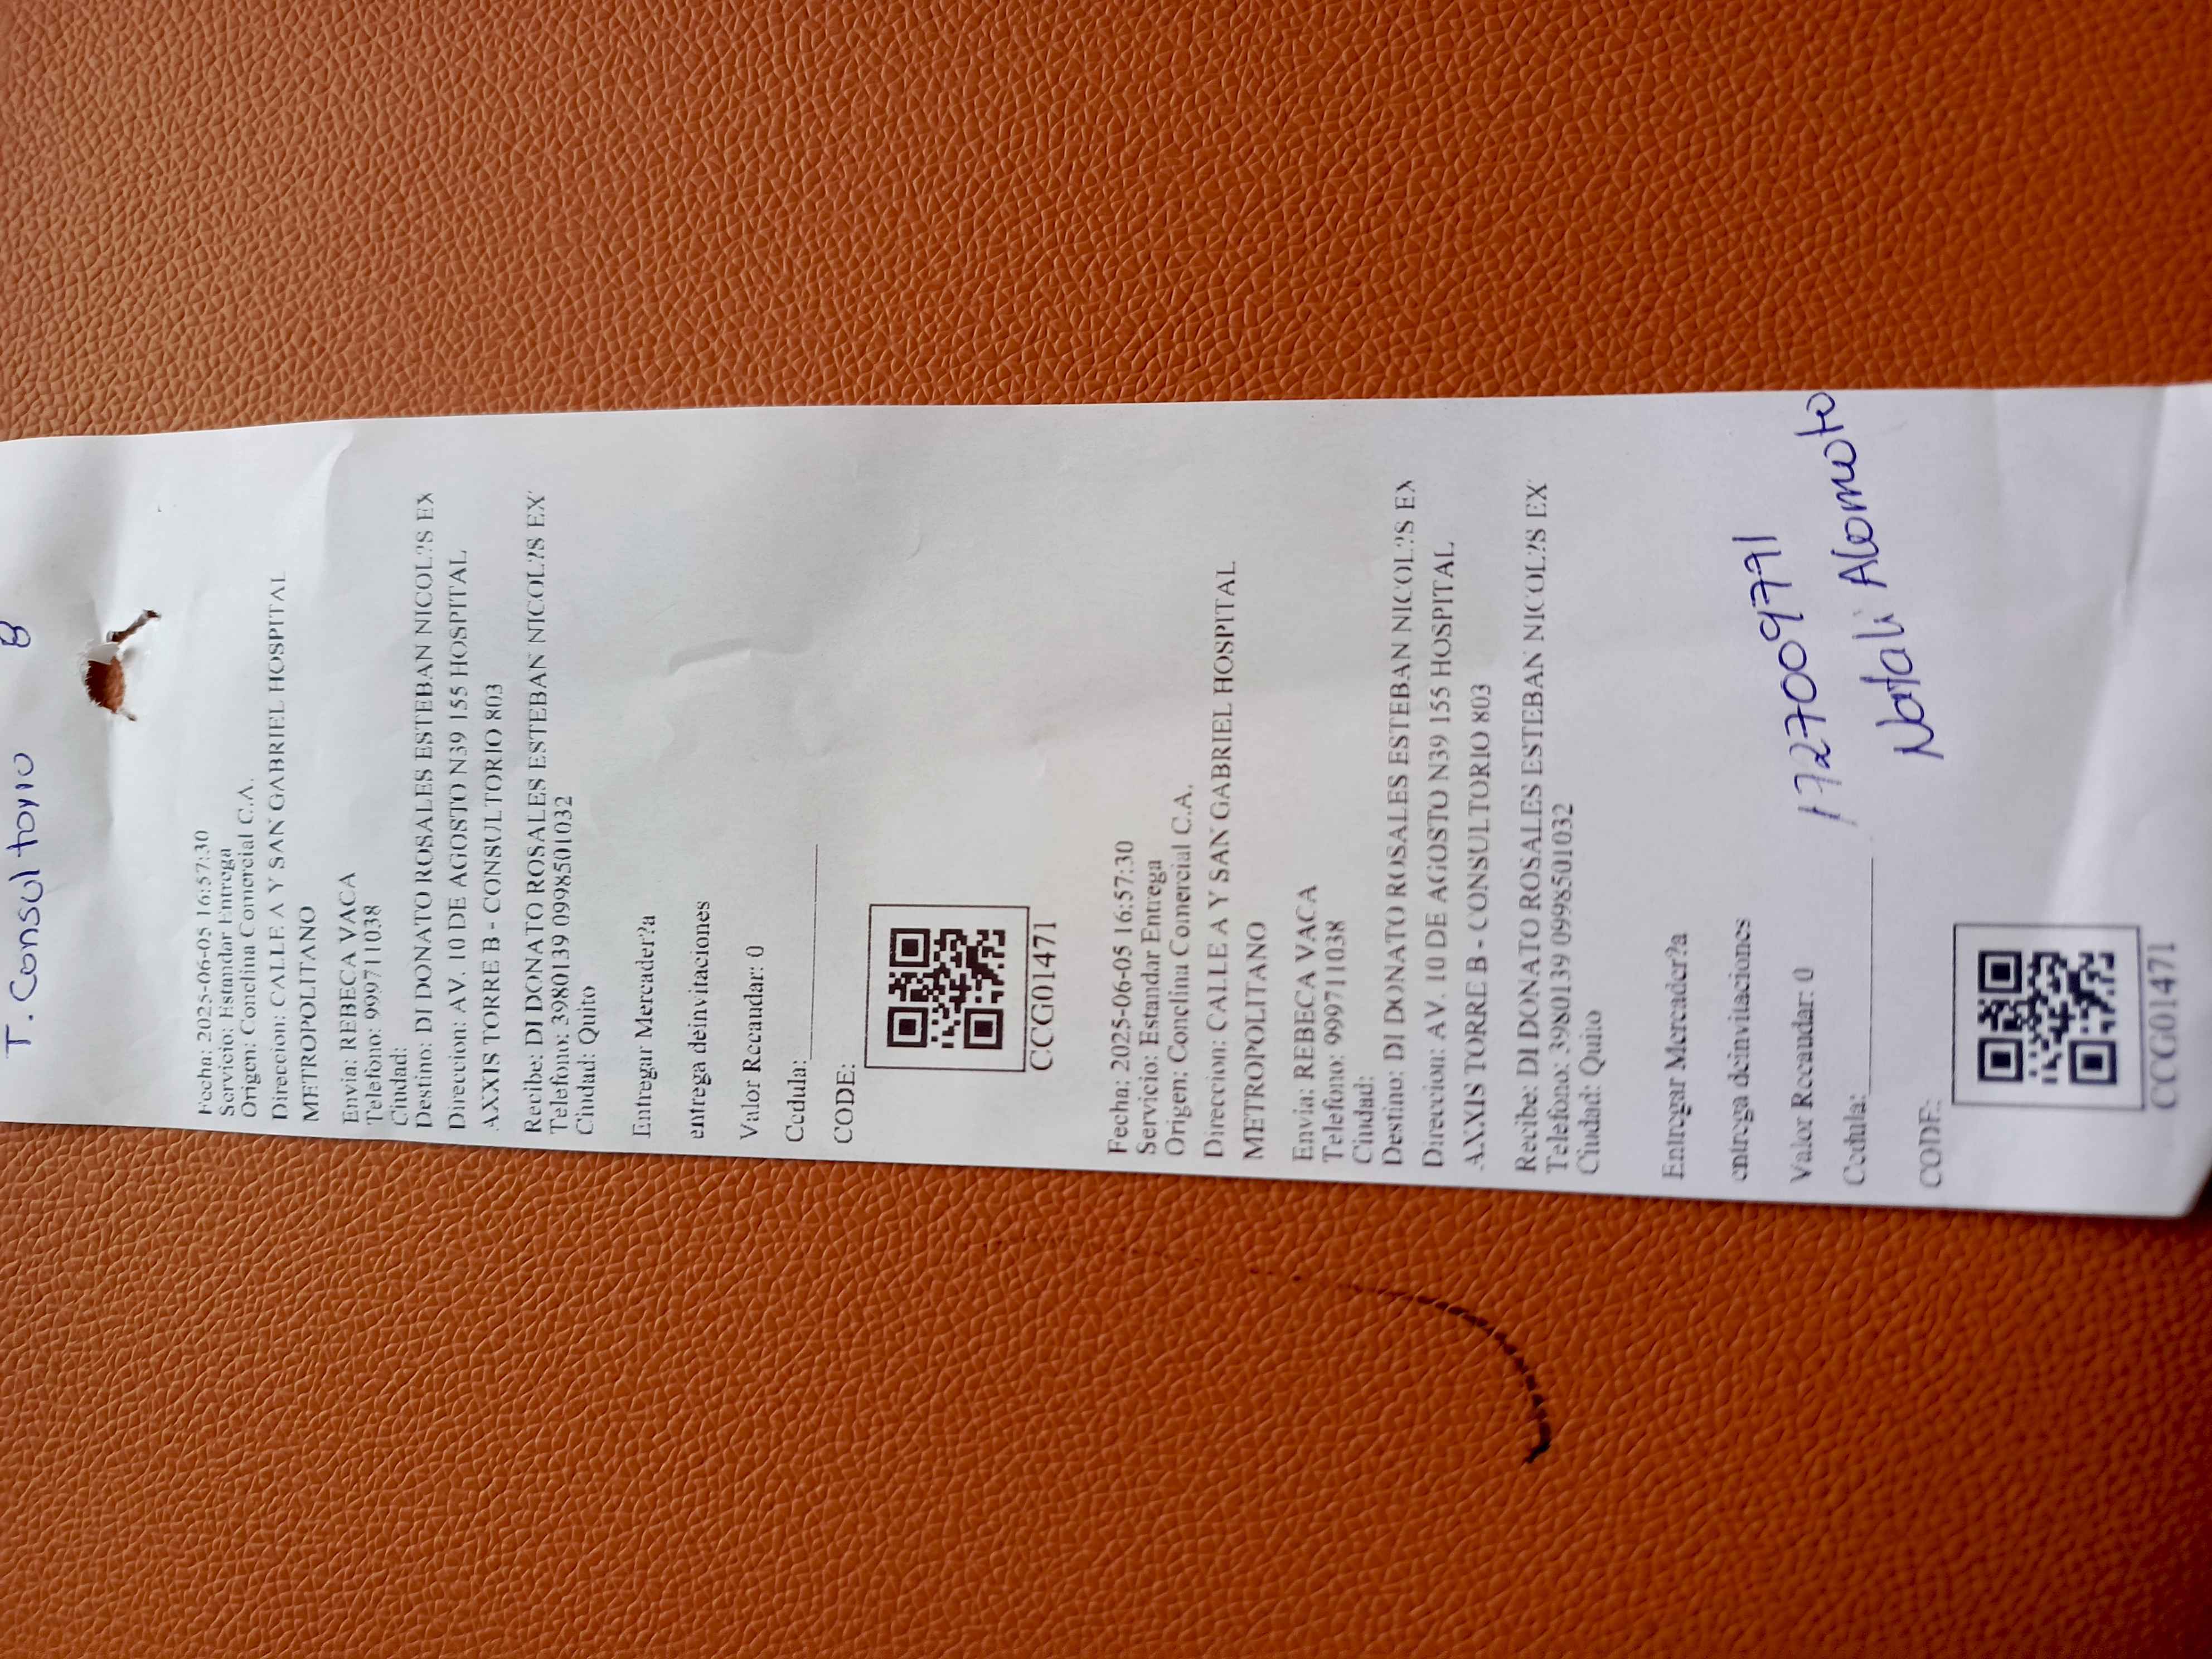 T. Consultorio B
Fecha: 2025-06-05 16:57:30
Servicio: Estandar Entrega
Origen: Conclina Comercial C.A.
Direccion: CALLE A Y SAN GABRIEL HOSPITAL
METROPOLITANO
Envia: REBECA VACA
Telefono: 999711038
Ciudad:
Destino: DI DONATO ROSALES ESTEBAN NICOL?S EX
Direccion: AV. 10 DE AGOSTO N39 155 HOSPITAL
AXXIS TORRE B - CONSULTORIO 803
Recibe: DI DONATO ROSALES ESTEBAN NICOL?S EX
Telefono: 3980139 0998501032
Ciudad: Quito
Entregar Mercader?a
entrega deinvitaciones
Valor Recaudar: 0
Cedula:
CODE:
CCG01471
Fecha: 2025-06-05 16:57:30
Servicio: Estandar Entrega
Origen: Conclina Comercial C.A.
Direccion: CALLE A Y SAN GABRIEL HOSPITAL
METROPOLITANO
Envia: REBECA VACA
Telefono: 999711038
Ciudad:
Destino: DI DONATO ROSALES ESTEBAN NICOL?S EX
Direccion: AV. 10 DE AGOSTO N39 155 HOSPITAL
AXXIS TORRE B - CONSULTORIO 803
Recibe: DI DONATO ROSALES ESTEBAN NICOL?S EX
Telefono: 3980139 0998501032
Ciudad: Quito
Entregar Mercader?a
entrega deinvitaciones
Valor Recaudar: 0
Cedula: 1727009791
Natali Alomoto
CODE:
CCG01471